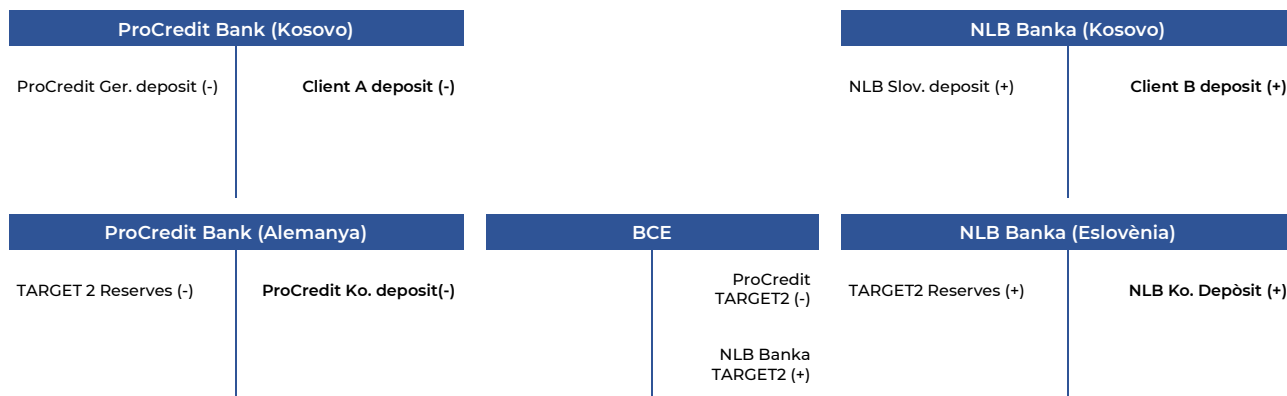 ProCredit Bank (Kosovo)
ProCredit Ger. deposit (-)
Client A deposit (-)
NLB Banka (Kosovo)
NLB Slov. deposit (+)
Client B deposit (+)
ProCredit Bank (Alemanya)
TARGET 2 Reserves (-)
ProCredit Ko. deposit(-)
BCE
ProCredit
TARGET2 (-)
NLB Banka
TARGET2 (+)
NLB Banka (Eslovènia)
TARGET2 Reserves (+)
NLB Ko. Depòsit (+)